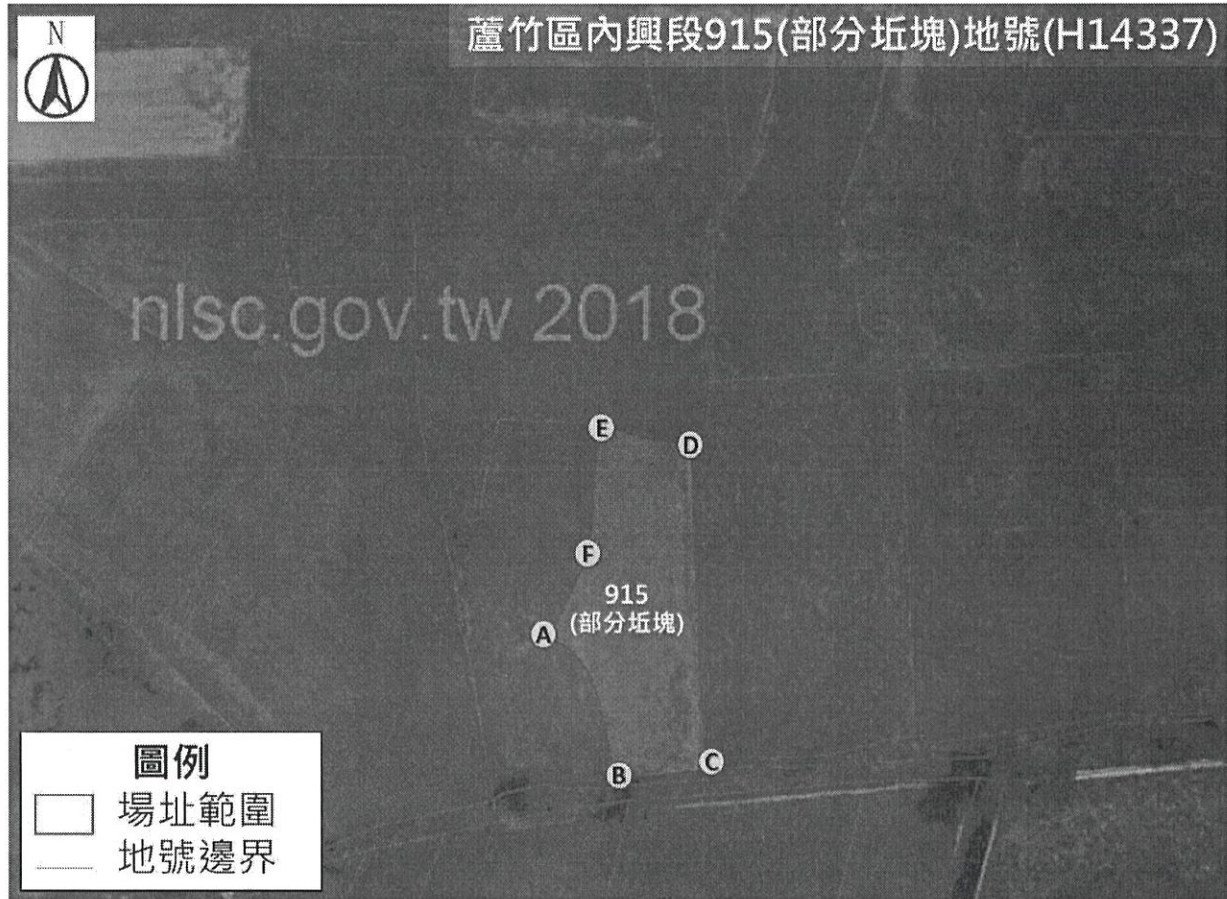 N
蘆竹區內興段915(部分坵塊)地號(H14337)
nlsc.gov.tw 2018
E
D
F
915
(部分坵塊)
A
B
C
圖例
場址範圍
地號邊界